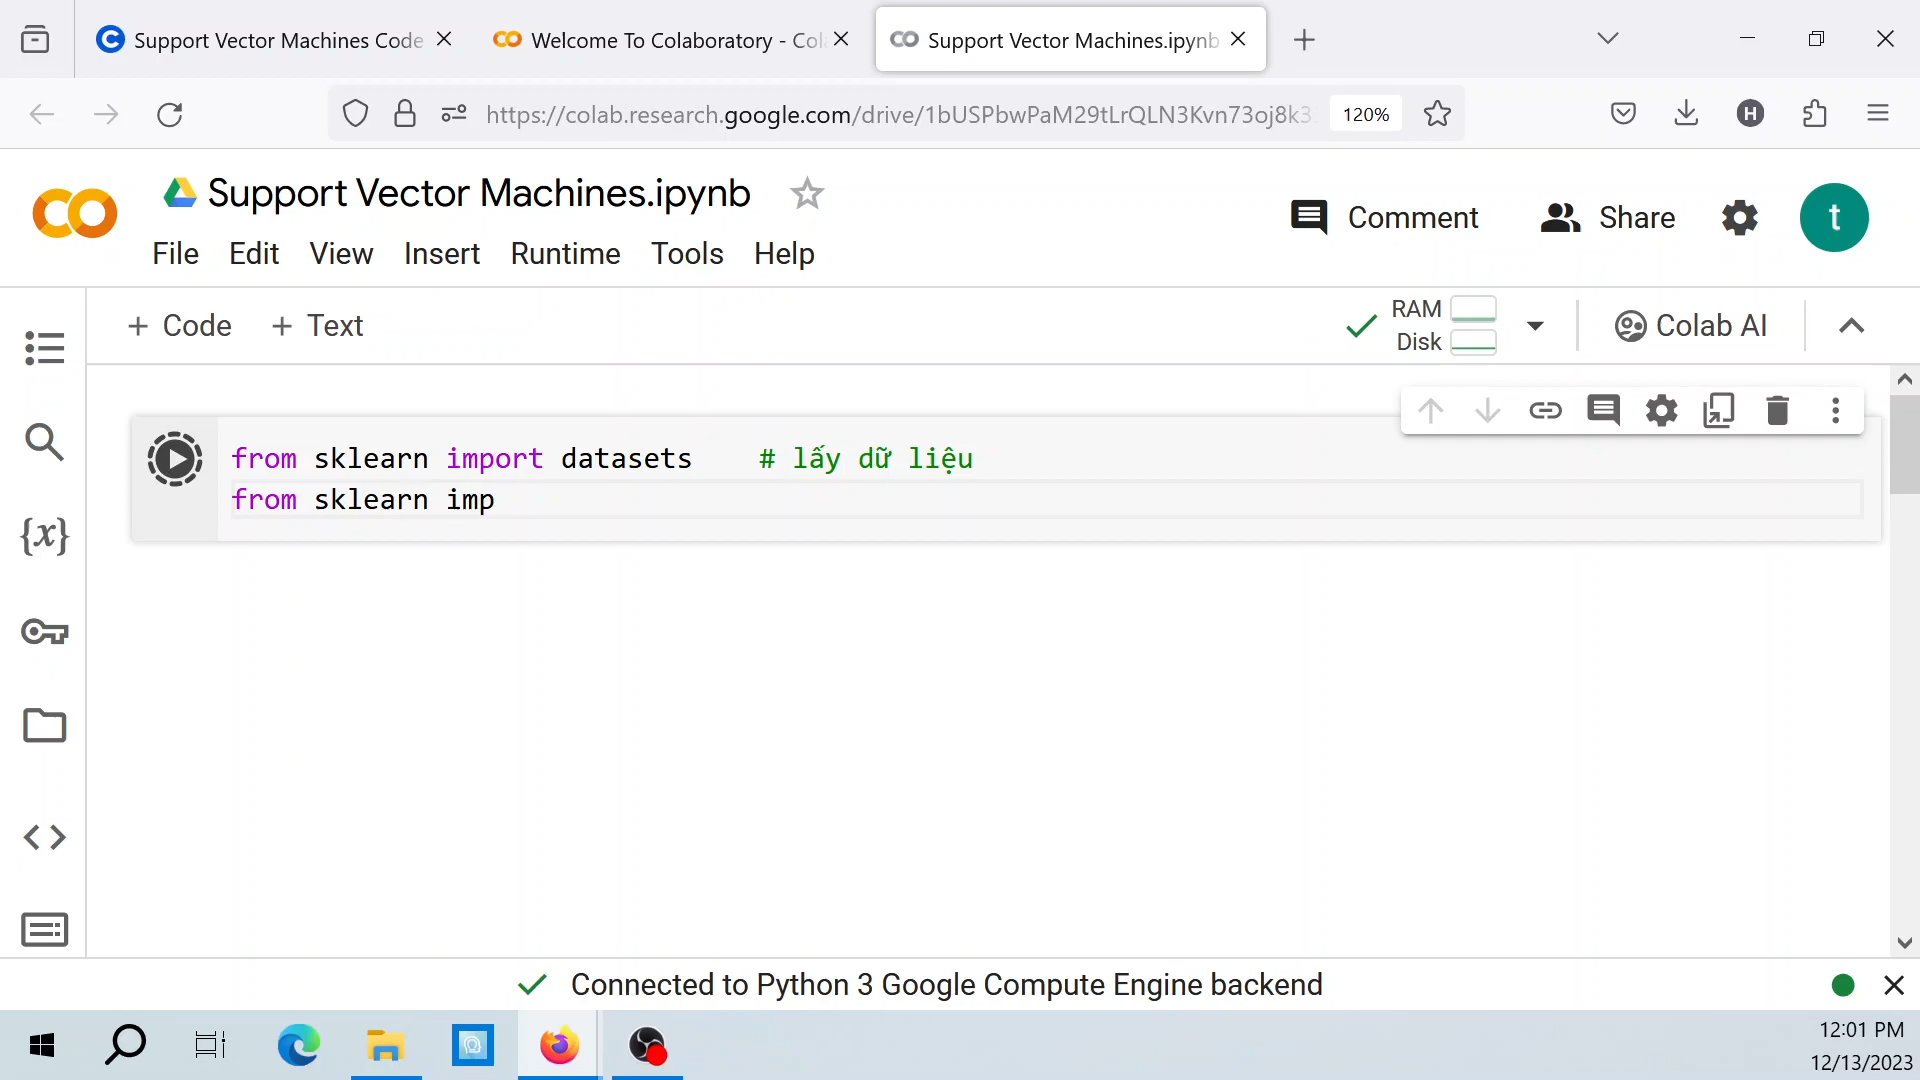 Support Vector Machines Code
Welcome To Colaboratory - Col
Support Vector Machines.ipynb
https://colab.research.google.com/drive/1bUSPbwPaM29tLrQLN3Kvn73oj8k3
120%
H
Support Vector Machines.ipynb
Comment
Share
t
File Edit View Insert Runtime Tools Help
+ Code + Text
RAM
Disk
Colab AI
{x}
from sklearn import datasets # lấy dữ liệu
from sklearn imp
Connected to Python 3 Google Compute Engine backend
12:01 PM
12/13/2023